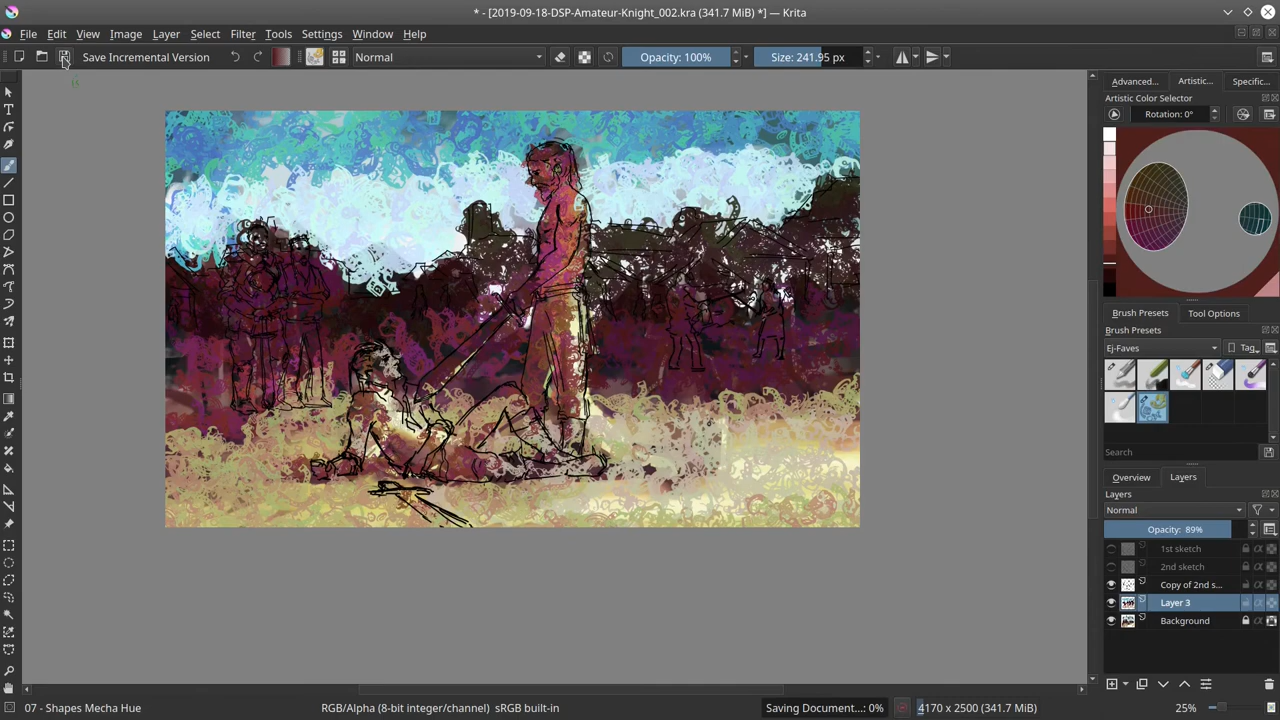 * - [2019-09-18-DSP-Amateur-Knight_002.kra (341.7 MiB) *] — Krita
File Edit View Image Layer Select Filter Tools Settings Window Help
Save Incremental Version Normal Opacity: 100% Size: 241.95 px
Advanced... Artistic... Specific...
Artistic Color Selector
Rotation: 0°
Brush Presets Tool Options
Brush Presets
Ej-Faves Tag
Search
Overview Layers
Layers
Normal
Opacity: 89%
1st sketch
2nd sketch
Copy of 2nd s...
Layer 3
Background
07 - Shapes Mecha Hue RGB/Alpha (8-bit integer/channel) sRGB built-in Saving Document...: 0% 4170 x 2500 (341.7 MiB) 25%